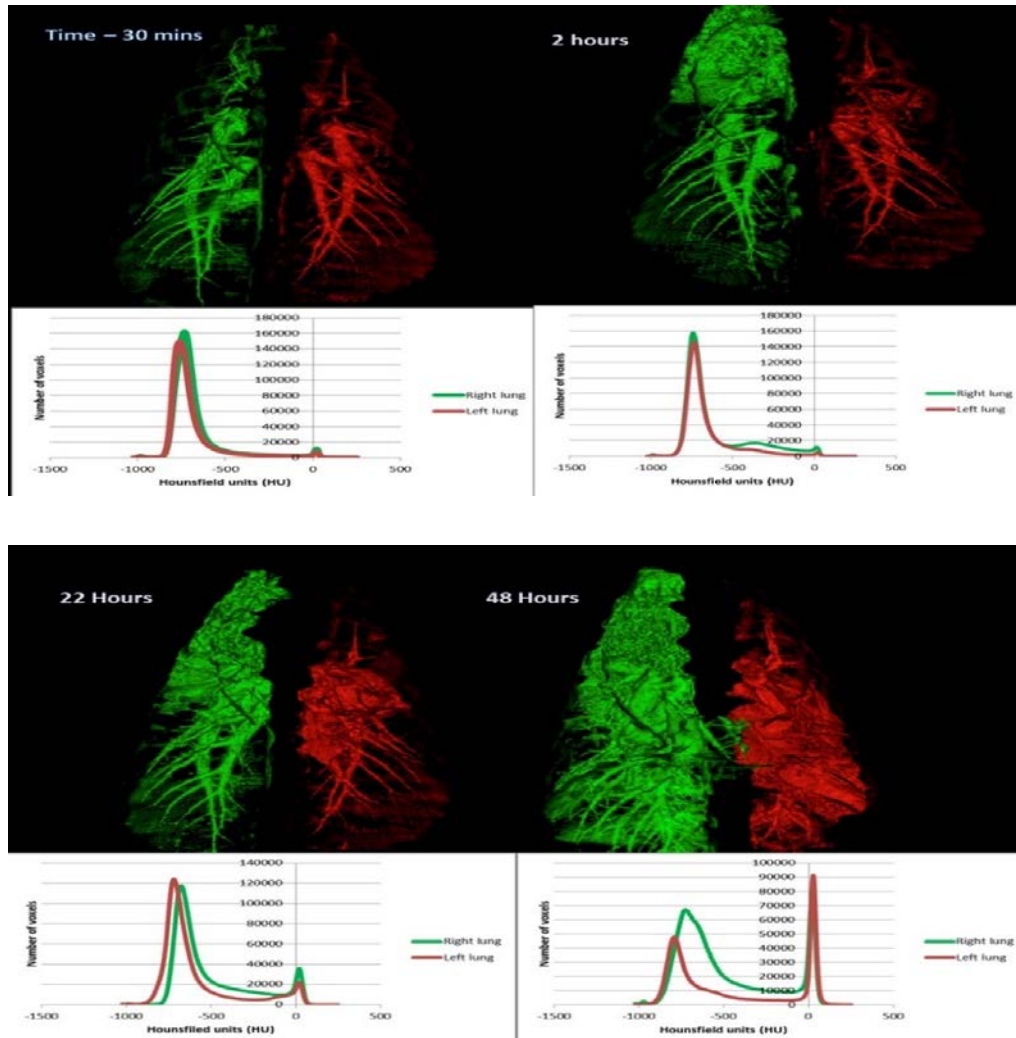 Time – 30 mins
180000
160000
140000
120000
100000
80000
60000
40000
20000
0
-1500
-1000
-500
0
500
Number of voxels
Hounsfield units (HU)
Right lung
Left lung
2 hours
180000
160000
140000
120000
100000
80000
60000
40000
20000
0
-1500
-1000
-500
0
500
Number of voxels
Hounsfield units (HU)
Right lung
Left lung
22 Hours
140000
120000
100000
80000
60000
40000
20000
0
-1500
-1000
-500
0
500
Number of voxels
Hounsfiled units (HU)
Right lung
Left lung
48 Hours
100000
90000
80000
70000
60000
50000
40000
30000
20000
10000
0
-1500
-1000
-500
0
500
Number of voxels
Hounsfield units (HU)
Right lung
Left lung